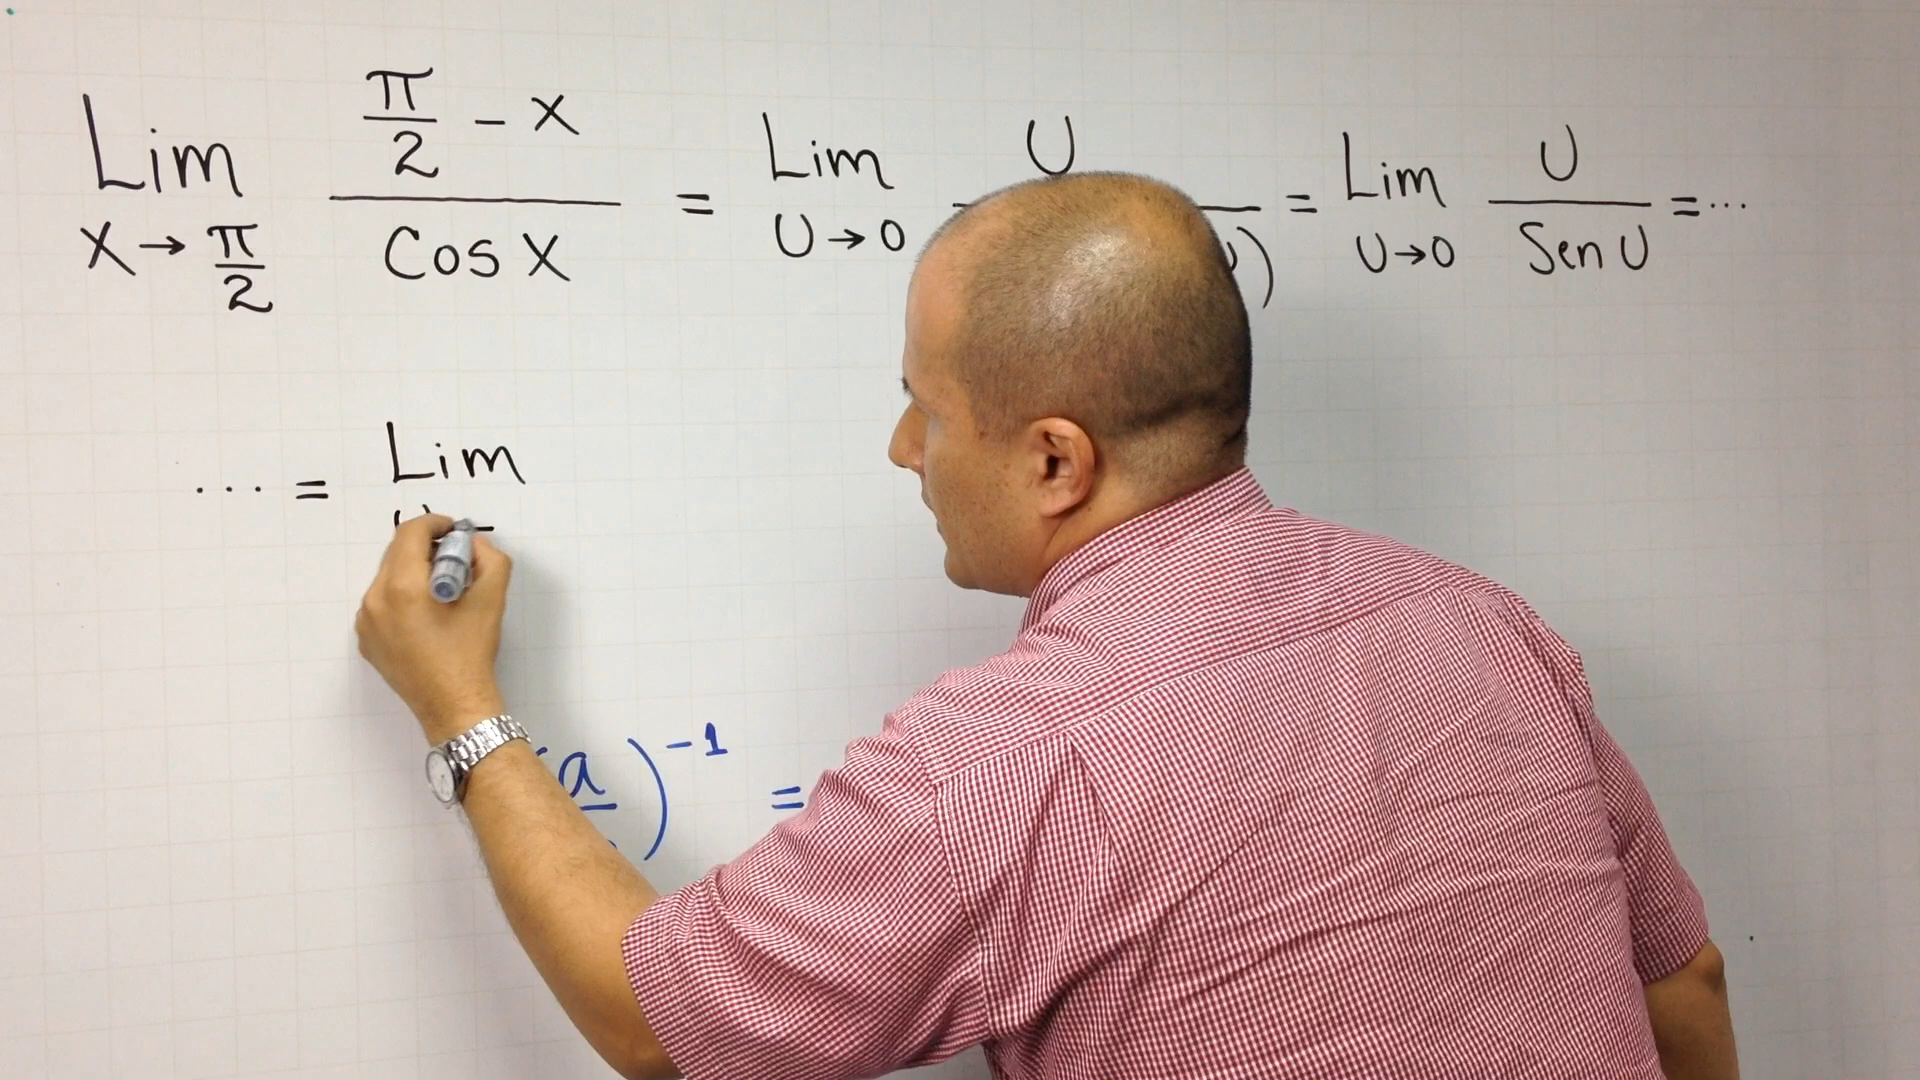 Lim π/2 - x / Cos X = Lim U / ) = Lim U / Sen U = ...
X → π/2 U → 0 U → 0
... = Lim
(a )⁻¹ =